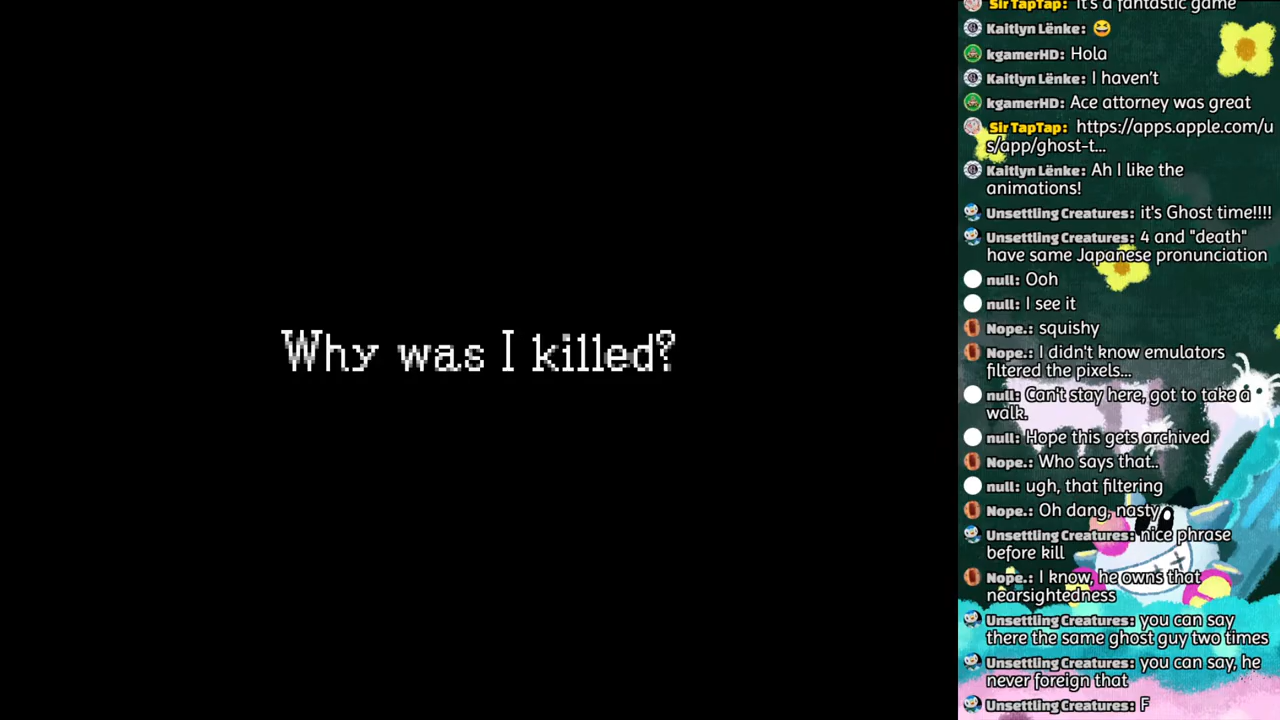 Why was I killed?
Sir TapTap: It's a fantastic game
Kaitlyn Lënke: 😆
kgamerHD: Hola
Kaitlyn Lënke: I haven't
kgamerHD: Ace attorney was great
Sir TapTap: https://apps.apple.com/u
s/app/ghost-t...
Kaitlyn Lënke: Ah I like the
animations!
Unsettling Creatures: it's Ghost time!!!!
Unsettling Creatures: 4 and "death"
have same Japanese pronunciation
null: Ooh
null: I see it
Nope.: squishy
Nope.: I didn't know emulators
filtered the pixels...
null: Can't stay here, got to take a
walk.
null: Hope this gets archived
Nope.: Who says that..
null: ugh, that filtering
Nope.: Oh dang, nasty
Unsettling Creatures: nice phrase
before kill
Nope.: I know, he owns that
nearsightedness
Unsettling Creatures: you can say
there the same ghost guy two times
Unsettling Creatures: you can say, he
never foreign that
Unsettling Creatures: F